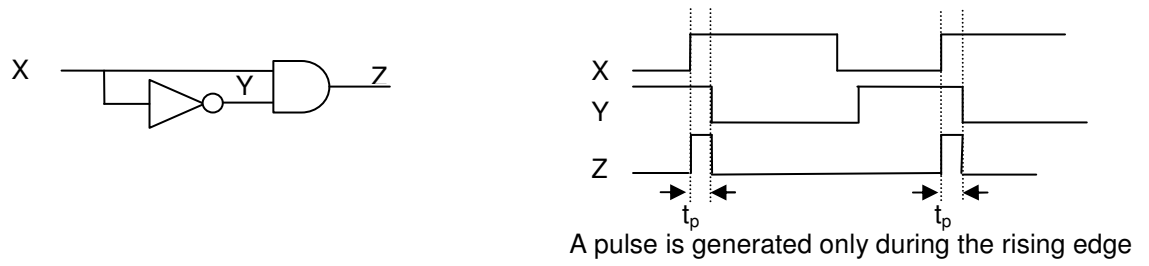 X
Y
Z
X
Y
Z
tp
tp
A pulse is generated only during the rising edge